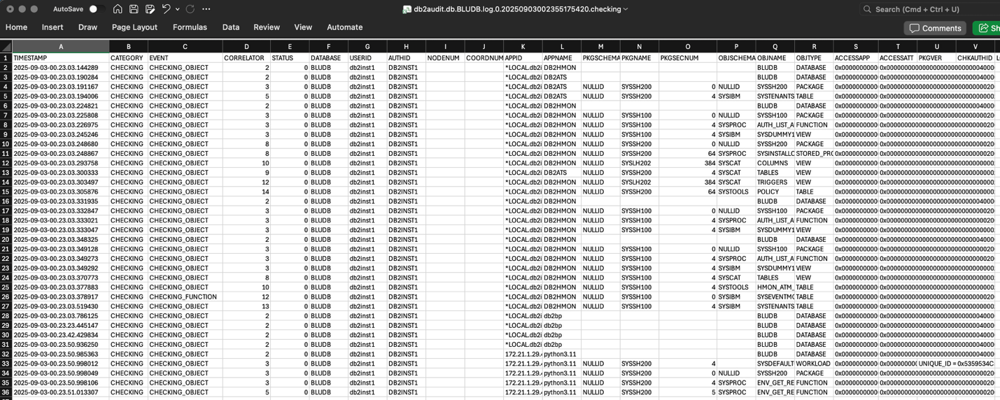 AutoSave
db2audit.db.BLUDB.log.0.20250903002355175420.checking
Search (Cmd + Ctrl + U)
Home Insert Draw Page Layout Formulas Data Review View Automate Comments Sh
A B C D E F G H I J K L M N O P Q R S T U V
1 TIMESTAMP CATEGORY EVENT CORRELATOR STATUS DATABASE USERID AUTHID NODENUM COORDNUM APPID APPNAME PKGSCHEMA PKGNAME PKGSECNUM OBJSCHEMA OBJNAME OBJTYPE ACCESSAPP ACCESSATT PKGVER CHKAUTHID
2 2025-09-03-00.23.03.144289 CHECKING CHECKING_OBJECT 2 0 BLUDB db2inst1 DB2INST1 *LOCAL.db2i DB2HMON BLUDB DATABASE 0x0000000000 0x00000000000000000000000004000
3 2025-09-03-00.23.03.190284 CHECKING CHECKING_OBJECT 2 0 BLUDB db2inst1 DB2INST1 *LOCAL.db2i DB2ATS BLUDB DATABASE 0x0000000000 0x00000000000000000000000004000
4 2025-09-03-00.23.03.191167 CHECKING CHECKING_OBJECT 3 0 BLUDB db2inst1 DB2INST1 *LOCAL.db2i DB2ATS NULLID SYSSH200 0 NULLID SYSSH200 PACKAGE 0x0000000000
5 2025-09-03-00.23.03.194006 CHECKING CHECKING_OBJECT 5 0 BLUDB db2inst1 DB2INST1 *LOCAL.db2i DB2ATS NULLID SYSSH200 4 SYSIBM SYSTENANTS TABLE 0x0000000000
6 2025-09-03-00.23.03.224821 CHECKING CHECKING_OBJECT 2 0 BLUDB db2inst1 DB2INST1 *LOCAL.db2i DB2HMON BLUDB DATABASE 0x0000000000
7 2025-09-03-00.23.03.225808 CHECKING CHECKING_OBJECT 3 0 BLUDB db2inst1 DB2INST1 *LOCAL.db2i DB2HMON NULLID SYSSH100 0 NULLID SYSSH100 PACKAGE 0x0000000000
8 2025-09-03-00.23.03.226975 CHECKING CHECKING_OBJECT 3 0 BLUDB db2inst1 DB2INST1 *LOCAL.db2i DB2HMON NULLID SYSSH100 4 SYSPROC AUTH_LIST_A FUNCTION 0x0000000000
9 2025-09-03-00.23.03.245246 CHECKING CHECKING_OBJECT 3 0 BLUDB db2inst1 DB2INST1 *LOCAL.db2i DB2HMON NULLID SYSSH100 4 SYSIBM SYSDUMMY1 VIEW 0x0000000000
10 2025-09-03-00.23.03.248680 CHECKING CHECKING_OBJECT 8 0 BLUDB db2inst1 DB2INST1 *LOCAL.db2i DB2HMON NULLID SYSSH200 0 NULLID SYSSH200 PACKAGE 0x0000000000
11 2025-09-03-00.23.03.248867 CHECKING CHECKING_OBJECT 8 0 BLUDB db2inst1 DB2INST1 *LOCAL.db2i DB2HMON NULLID SYSSH200 64 SYSPROC SYSINSTALLO STORED_PRO 0x0000000000
12 2025-09-03-00.23.03.293758 CHECKING CHECKING_OBJECT 10 0 BLUDB db2inst1 DB2INST1 *LOCAL.db2i DB2HMON NULLID SYSLH202 384 SYSCAT COLUMNS VIEW 0x0000000000
13 2025-09-03-00.23.03.300333 CHECKING CHECKING_OBJECT 9 0 BLUDB db2inst1 DB2INST1 *LOCAL.db2i DB2ATS NULLID SYSSH200 4 SYSCAT TABLES VIEW 0x0000000000
14 2025-09-03-00.23.03.303497 CHECKING CHECKING_OBJECT 12 0 BLUDB db2inst1 DB2INST1 *LOCAL.db2i DB2HMON NULLID SYSLH202 384 SYSCAT TRIGGERS VIEW 0x0000000000
15 2025-09-03-00.23.03.305876 CHECKING CHECKING_OBJECT 14 0 BLUDB db2inst1 DB2INST1 *LOCAL.db2i DB2HMON NULLID SYSSH200 64 SYSTOOLS POLICY TABLE 0x0000000000
16 2025-09-03-00.23.03.331935 CHECKING CHECKING_OBJECT 2 0 BLUDB db2inst1 DB2INST1 *LOCAL.db2i DB2HMON BLUDB DATABASE 0x0000000000
17 2025-09-03-00.23.03.332847 CHECKING CHECKING_OBJECT 3 0 BLUDB db2inst1 DB2INST1 *LOCAL.db2i DB2HMON NULLID SYSSH100 0 NULLID SYSSH100 PACKAGE 0x0000000000
18 2025-09-03-00.23.03.333021 CHECKING CHECKING_OBJECT 3 0 BLUDB db2inst1 DB2INST1 *LOCAL.db2i DB2HMON NULLID SYSSH100 4 SYSPROC AUTH_LIST_A FUNCTION 0x0000000000
19 2025-09-03-00.23.03.333047 CHECKING CHECKING_OBJECT 3 0 BLUDB db2inst1 DB2INST1 *LOCAL.db2i DB2HMON NULLID SYSSH100 4 SYSIBM SYSDUMMY1 VIEW 0x0000000000
20 2025-09-03-00.23.03.348325 CHECKING CHECKING_OBJECT 2 0 BLUDB db2inst1 DB2INST1 *LOCAL.db2i DB2HMON BLUDB DATABASE 0x0000000000
21 2025-09-03-00.23.03.349128 CHECKING CHECKING_OBJECT 3 0 BLUDB db2inst1 DB2INST1 *LOCAL.db2i DB2HMON NULLID SYSSH100 0 NULLID SYSSH100 PACKAGE 0x0000000000
22 2025-09-03-00.23.03.349273 CHECKING CHECKING_OBJECT 3 0 BLUDB db2inst1 DB2INST1 *LOCAL.db2i DB2HMON NULLID SYSSH100 4 SYSPROC AUTH_LIST_A FUNCTION 0x0000000000
23 2025-09-03-00.23.03.349292 CHECKING CHECKING_OBJECT 3 0 BLUDB db2inst1 DB2INST1 *LOCAL.db2i DB2HMON NULLID SYSSH100 4 SYSIBM SYSDUMMY1 VIEW 0x0000000000
24 2025-09-03-00.23.03.370773 CHECKING CHECKING_OBJECT 8 0 BLUDB db2inst1 DB2INST1 *LOCAL.db2i DB2HMON NULLID SYSSH100 4 SYSCAT TABLES VIEW 0x0000000000
25 2025-09-03-00.23.03.377883 CHECKING CHECKING_OBJECT 10 0 BLUDB db2inst1 DB2INST1 *LOCAL.db2i DB2HMON NULLID SYSSH100 4 SYSTOOLS HMON_ATM_ TABLE 0x0000000000
26 2025-09-03-00.23.03.378917 CHECKING CHECKING_FUNCTION 12 0 BLUDB db2inst1 DB2INST1 *LOCAL.db2i DB2HMON NULLID SYSSH100 0 SYSIBM SYSEVENTMO TABLE 0x0000000000
27 2025-09-03-00.23.03.519430 CHECKING CHECKING_OBJECT 13 0 BLUDB db2inst1 DB2INST1 *LOCAL.db2i DB2HMON NULLID SYSSH100 4 SYSIBM SYSTENANTS TABLE 0x0000000000
28 2025-09-03-00.23.03.786125 CHECKING CHECKING_OBJECT 2 0 BLUDB db2inst1 DB2INST1 *LOCAL.db2i db2bp BLUDB DATABASE 0x0000000000
29 2025-09-03-00.23.23.445147 CHECKING CHECKING_OBJECT 2 0 BLUDB db2inst1 DB2INST1 *LOCAL.db2i db2bp BLUDB DATABASE 0x0000000000
30 2025-09-03-00.23.42.429834 CHECKING CHECKING_OBJECT 2 0 BLUDB db2inst1 DB2INST1 *LOCAL.db2i db2bp BLUDB DATABASE 0x0000000000
31 2025-09-03-00.23.50.936250 CHECKING CHECKING_OBJECT 2 0 BLUDB db2inst1 DB2INST1 *LOCAL.db2i db2bp BLUDB DATABASE 0x0000000000
32 2025-09-03-00.23.50.985363 CHECKING CHECKING_OBJECT 2 0 BLUDB db2inst1 DB2INST1 172.21.1.29. python3.11 BLUDB DATABASE 0x0000000000
33 2025-09-03-00.23.50.998012 CHECKING CHECKING_OBJECT 3 0 BLUDB db2inst1 DB2INST1 172.21.1.29. python3.11 NULLID SYSSH200 4 SYSDEFAULT WORKLOAD 0x0000000000 0x00000000 UNIQUE_ID = 0x5359534C
34 2025-09-03-00.23.50.998049 CHECKING CHECKING_OBJECT 3 0 BLUDB db2inst1 DB2INST1 172.21.1.29. python3.11 NULLID SYSSH200 0 NULLID SYSSH200 PACKAGE 0x0000000000
35 2025-09-03-00.23.50.998106 CHECKING CHECKING_OBJECT 3 0 BLUDB db2inst1 DB2INST1 172.21.1.29. python3.11 NULLID SYSSH200 4 SYSPROC ENV_GET_RE FUNCTION 0x0000000000
36 2025-09-03-00.23.51.013307 CHECKING CHECKING_OBJECT 5 0 BLUDB db2inst1 DB2INST1 172.21.1.29. python3.11 NULLID SYSSH200 5 SYSPROC ENV_GET_RE FUNCTION 0x0000000000